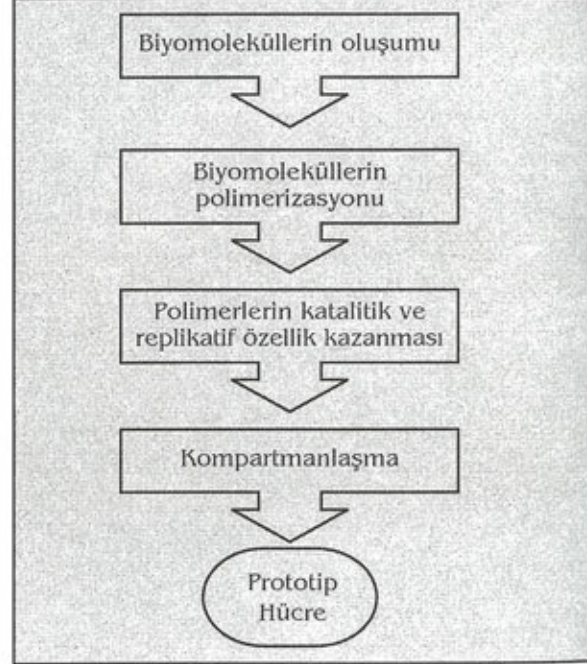 Biyomoleküllerin oluşumu
Biyomoleküllerin
polimerizasyonu
Polimerlerin katalitik ve
replikatif özellik kazanması
Kompartmanlaşma
Prototip
Hücre